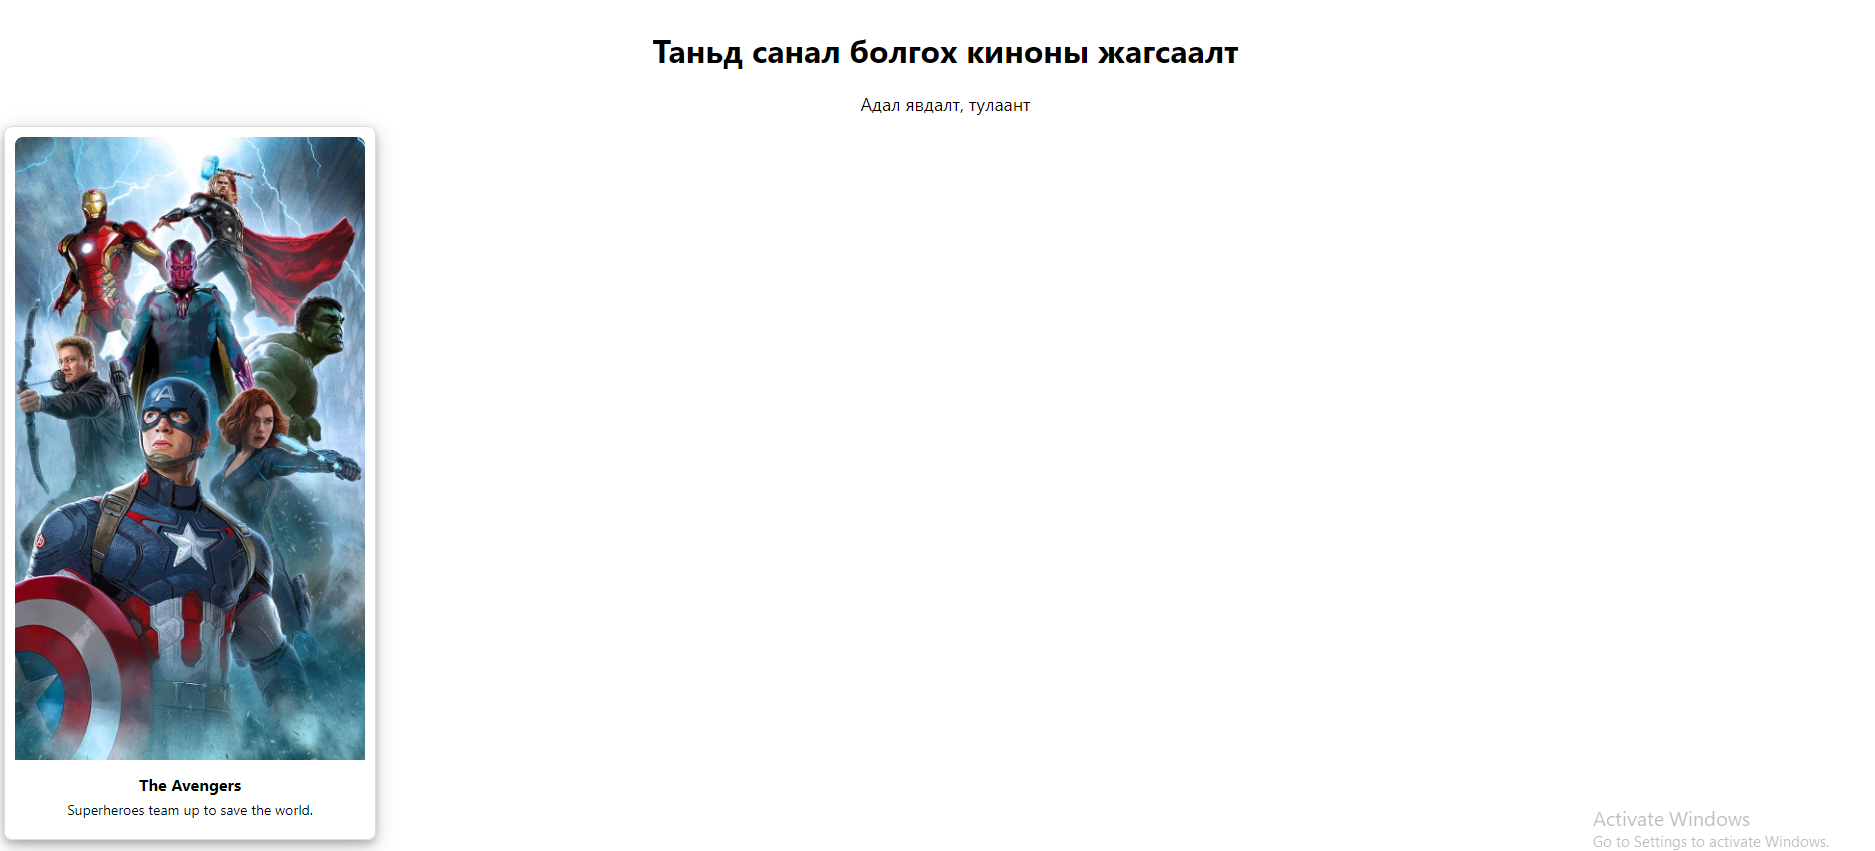 Таньд санал болгох киноны жагсаалт
Адал явдалт, тулаант
The Avengers
Superheroes team up to save the world.
Activate Windows
Go to Settings to activate Windows.